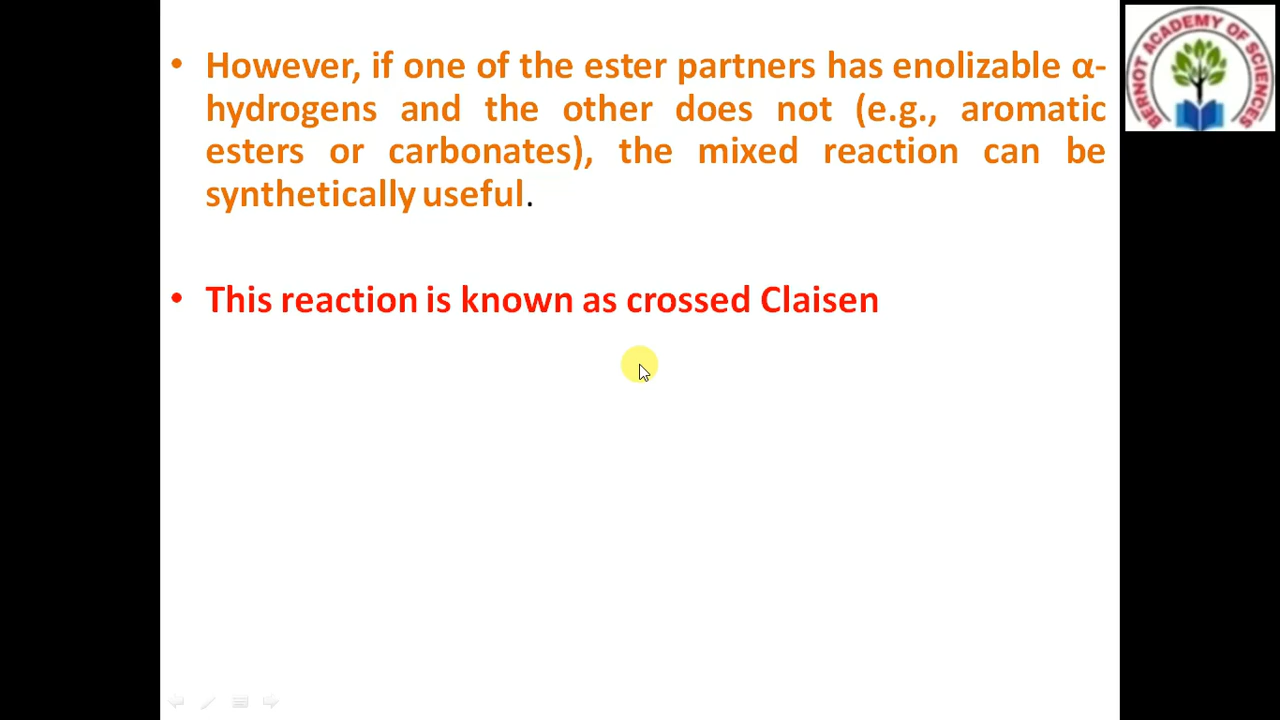 • However, if one of the ester partners has enolizable α-
hydrogens and the other does not (e.g., aromatic
esters or carbonates), the mixed reaction can be
synthetically useful.
• This reaction is known as crossed Claisen
BERNOT ACADEMY OF SCIENCES